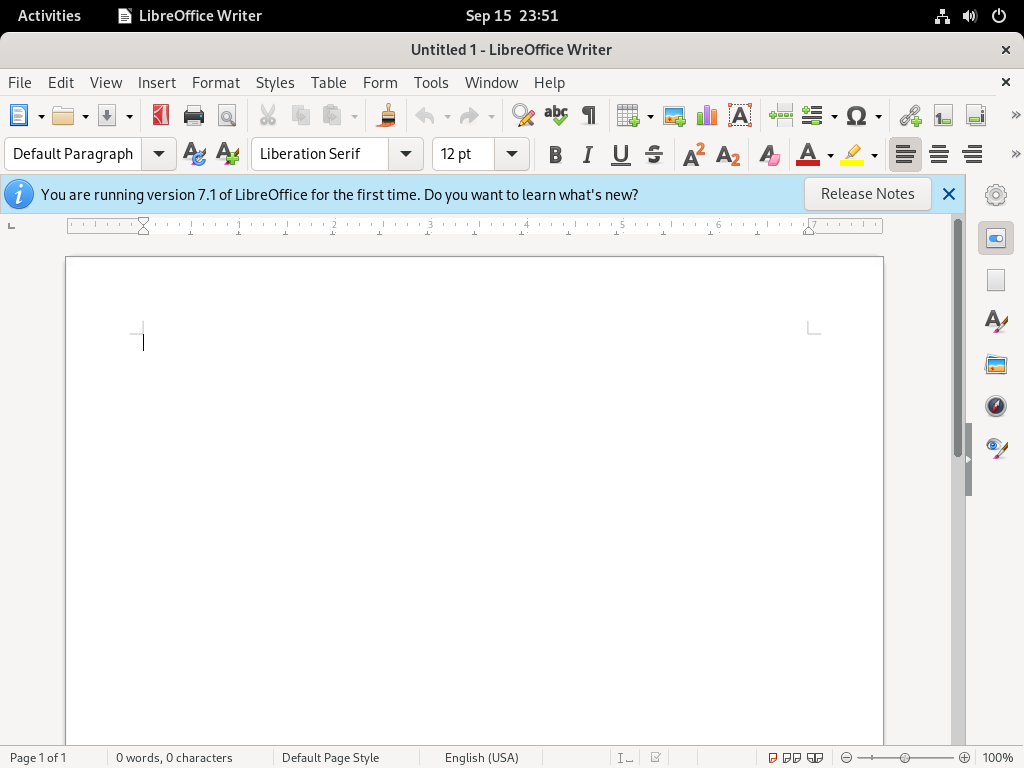 Activities LibreOffice Writer Sep 15 23:51
Untitled 1 - LibreOffice Writer
File Edit View Insert Format Styles Table Form Tools Window Help
Default Paragraph Liberation Serif 12 pt
You are running version 7.1 of LibreOffice for the first time. Do you want to learn what's new? Release Notes
1 2 3 4 5 6 7
Page 1 of 1 0 words, 0 characters Default Page Style English (USA) 100%